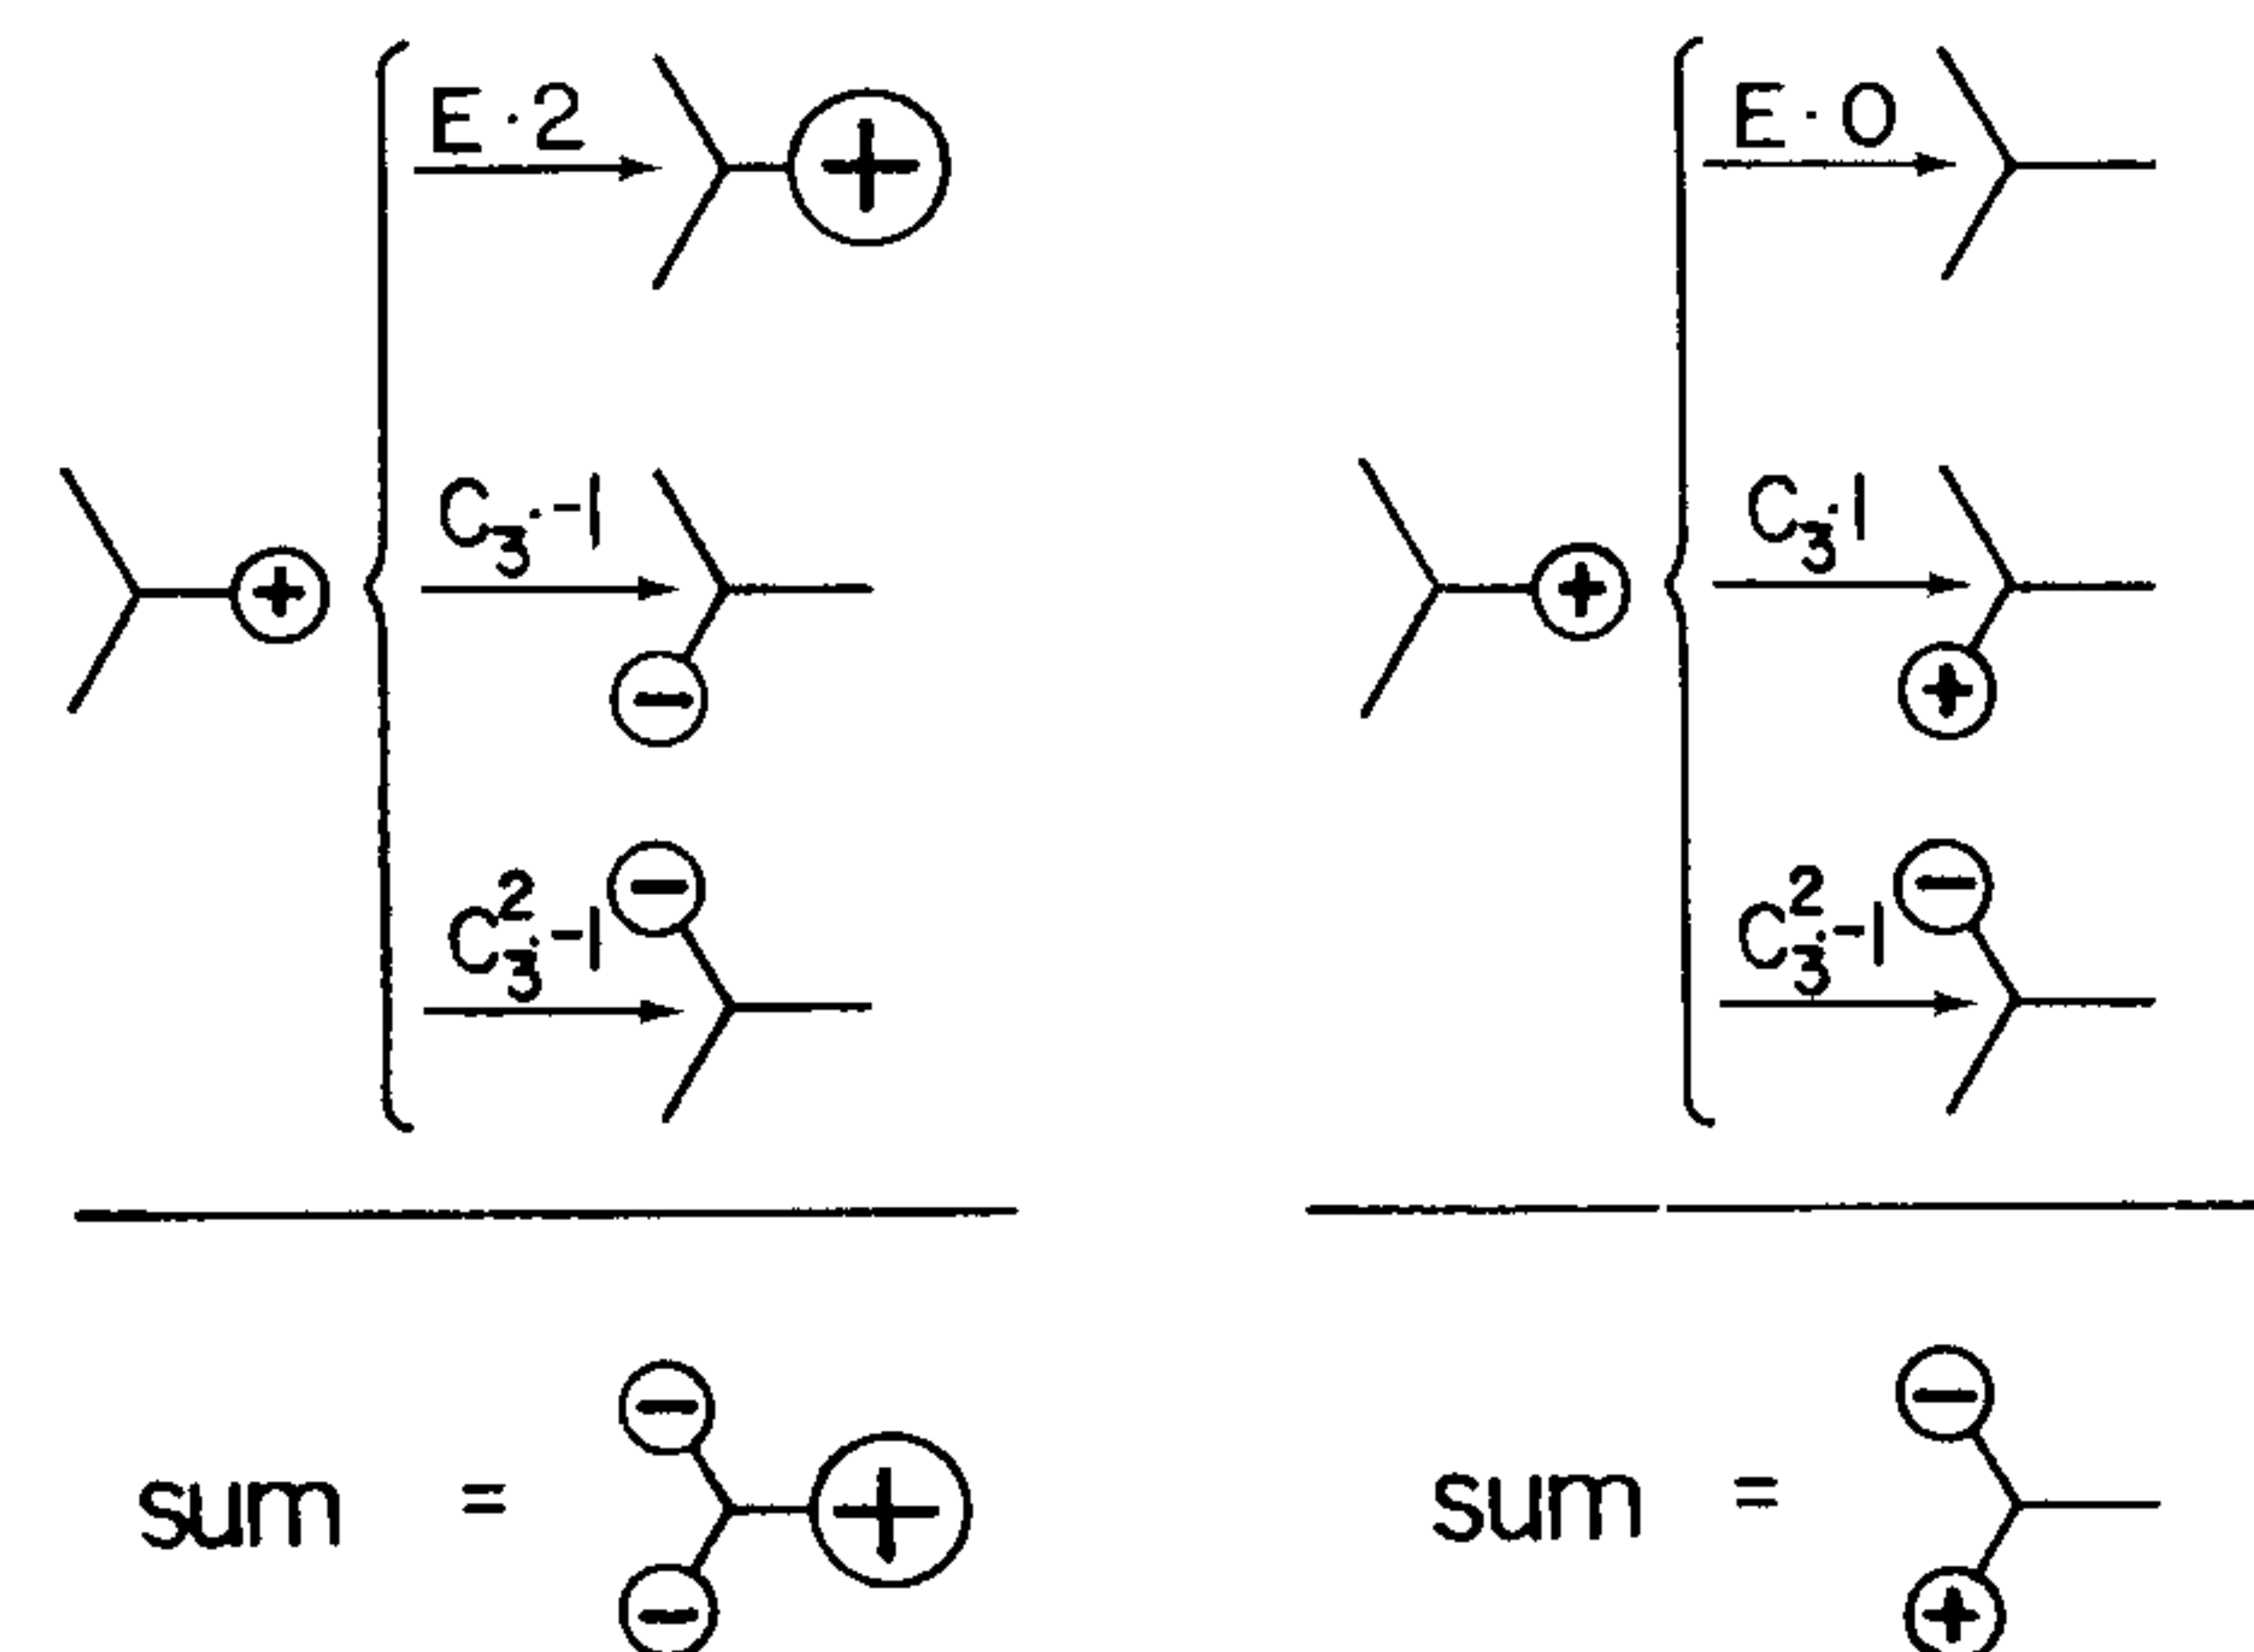 E · 2
E · 0
C₃ · -1
C₃ · 1
C₃² · -1
C₃² · -1
sum =
sum =